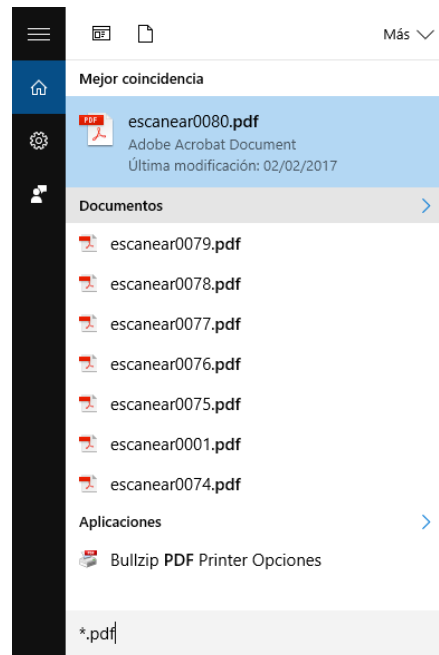 Más
Mejor coincidencia
escanear0080.pdf
Adobe Acrobat Document
Última modificación: 02/02/2017
Documentos
escanear0079.pdf
escanear0078.pdf
escanear0077.pdf
escanear0076.pdf
escanear0075.pdf
escanear0001.pdf
escanear0074.pdf
Aplicaciones
Bullzip PDF Printer Opciones
*.pdf